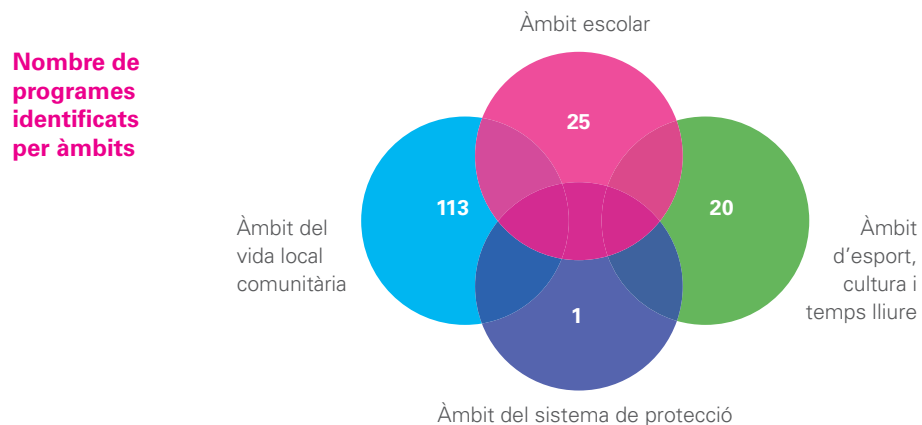 Nombre de
programes
identificats
per àmbits
Àmbit escolar
25
113
20
1
Àmbit del
vida local
comunitària
Àmbit
d'esport,
cultura i
temps lliure
Àmbit del sistema de protecció